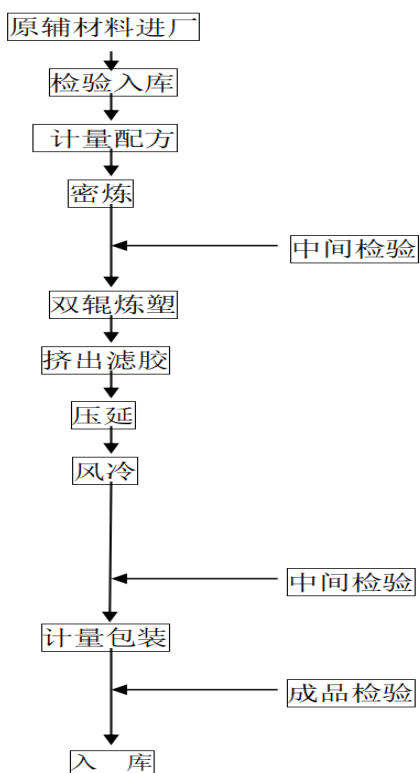 原辅材料进厂
检验入库
计量配方
密炼
中间检验
双辊炼塑
挤出滤胶
压延
风冷
中间检验
计量包装
成品检验
入 库